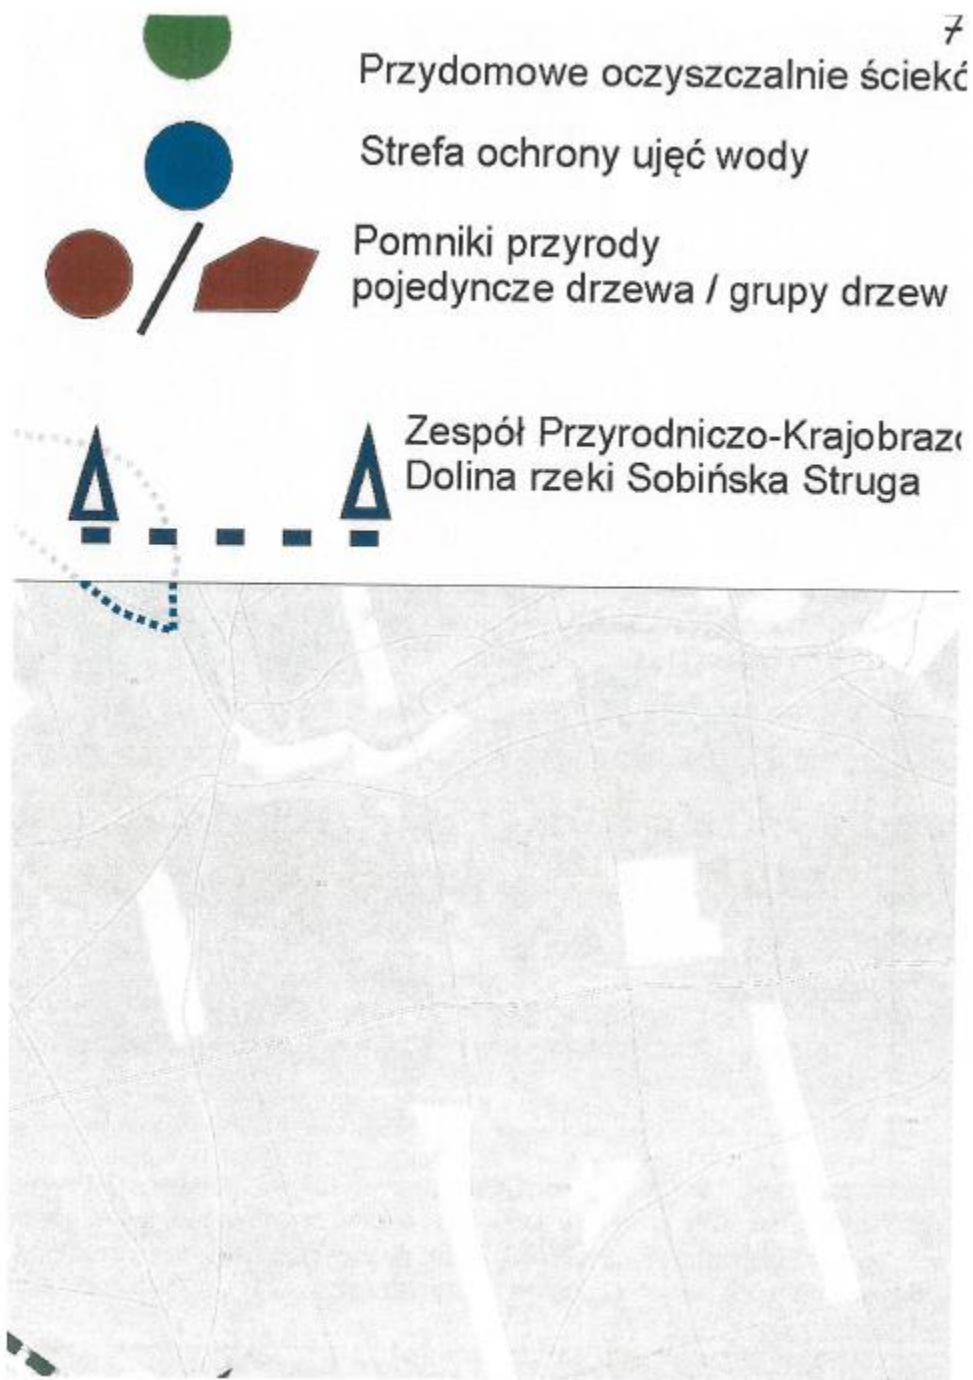 7
Przydomowe oczyszczalnie ściekó
Strefa ochrony ujęć wody
Pomniki przyrody
pojedyncze drzewa / grupy drzew
Zespół Przyrodniczo-Krajobrazo
Dolina rzeki Sobińska Struga